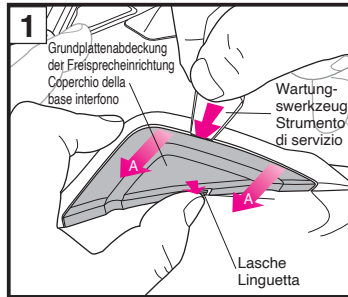 1
Grundplattenabdeckung
der Freisprecheinrichtung
Coperchio della
base interfono
Wartung-
swerkzeug
Strumento
di servizio
A
A
Lasche
Linguetta